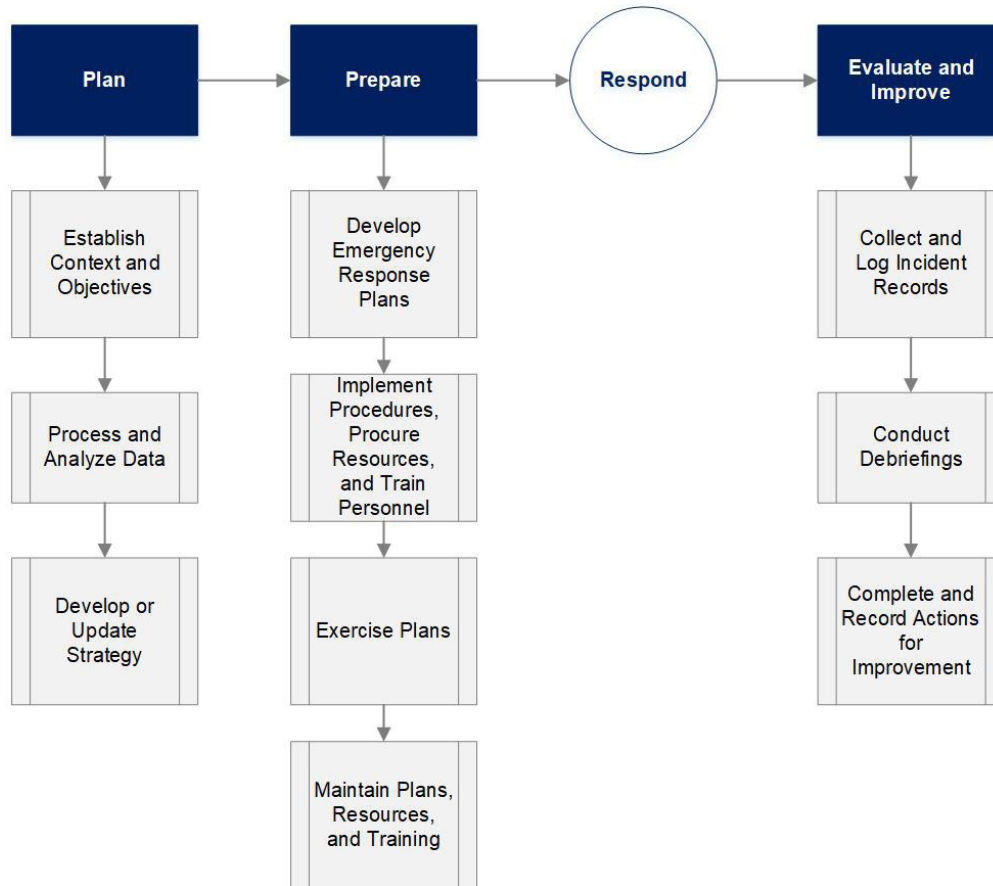 Plan
Prepare
Respond
Evaluate and
Improve
Establish
Context and
Objectives
Process and
Analyze Data
Develop or
Update
Strategy
Develop
Emergency
Response
Plans
Implement
Procedures,
Procure
Resources,
and Train
Personnel
Exercise Plans
Maintain Plans,
Resources,
and Training
Collect and
Log Incident
Records
Conduct
Debriefings
Complete and
Record Actions
for
Improvement